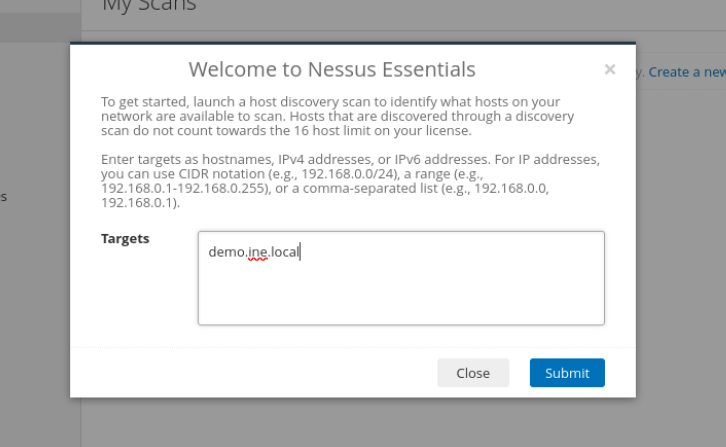 My Scans
Welcome to Nessus Essentials
×
y. Create a new
To get started, launch a host discovery scan to identify what hosts on your
network are available to scan. Hosts that are discovered through a discovery
scan do not count towards the 16 host limit on your license.
Enter targets as hostnames, IPv4 addresses, or IPv6 addresses. For IP addresses,
you can use CIDR notation (e.g., 192.168.0.0/24), a range (e.g.,
192.168.0.1-192.168.0.255), or a comma-separated list (e.g., 192.168.0.0,
192.168.0.1).
s
Targets
demo.ine.local
Close
Submit